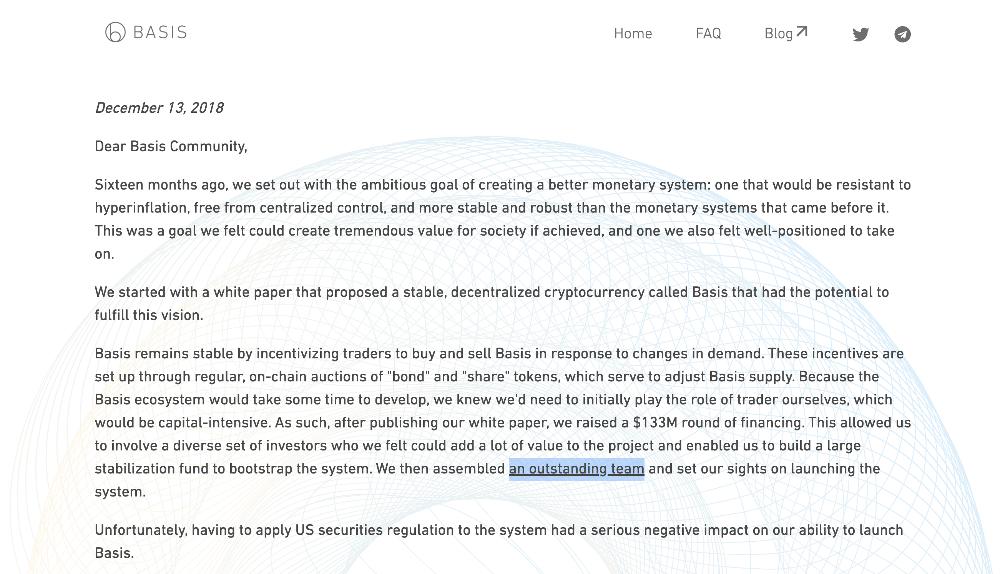 BASIS
Home FAQ Blog
December 13, 2018
Dear Basis Community,
Sixteen months ago, we set out with the ambitious goal of creating a better monetary system: one that would be resistant to
hyperinflation, free from centralized control, and more stable and robust than the monetary systems that came before it.
This was a goal we felt could create tremendous value for society if achieved, and one we also felt well-positioned to take
on.
We started with a white paper that proposed a stable, decentralized cryptocurrency called Basis that had the potential to
fulfill this vision.
Basis remains stable by incentivizing traders to buy and sell Basis in response to changes in demand. These incentives are
set up through regular, on-chain auctions of "bond" and "share" tokens, which serve to adjust Basis supply. Because the
Basis ecosystem would take some time to develop, we knew we'd need to initially play the role of trader ourselves, which
would be capital-intensive. As such, after publishing our white paper, we raised a $133M round of financing. This allowed us
to involve a diverse set of investors who we felt could add a lot of value to the project and enabled us to build a large
stabilization fund to bootstrap the system. We then assembled an outstanding team and set our sights on launching the
system.
Unfortunately, having to apply US securities regulation to the system had a serious negative impact on our ability to launch
Basis.